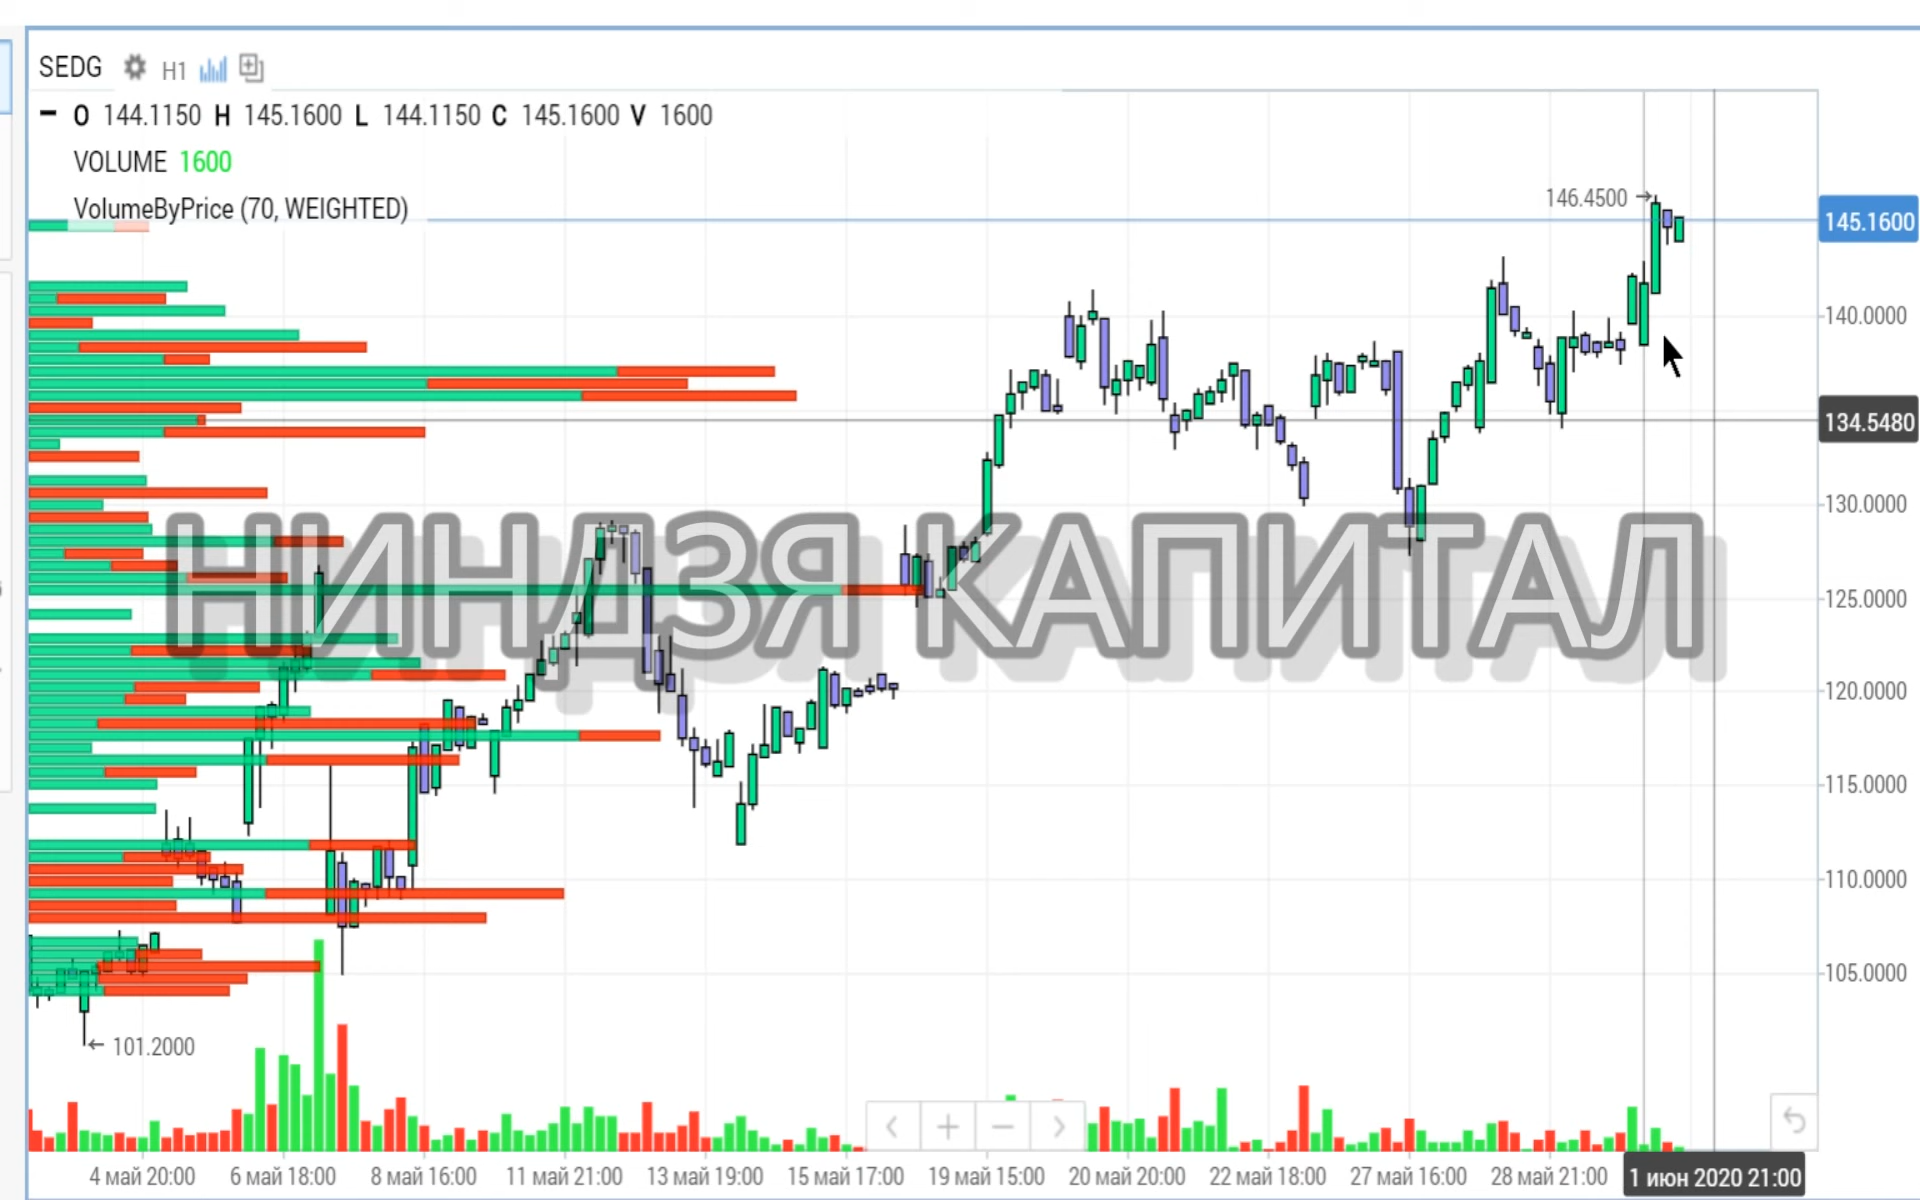 SEDG H1
O 144.1150 H 145.1600 L 144.1150 C 145.1600 V 1600
VOLUME 1600
VolumeByPrice (70, WEIGHTED)
146.4500
145.1600
140.0000
134.5480
130.0000
НИНДЗЯ КАПИТАЛ
125.0000
120.0000
115.0000
110.0000
105.0000
101.2000
4 май 20:00 6 май 18:00 8 май 16:00 11 май 21:00 13 май 19:00 15 май 17:00 19 май 15:00 20 май 20:00 22 май 18:00 27 май 16:00 28 май 21:00 1 июн 2020 21:00